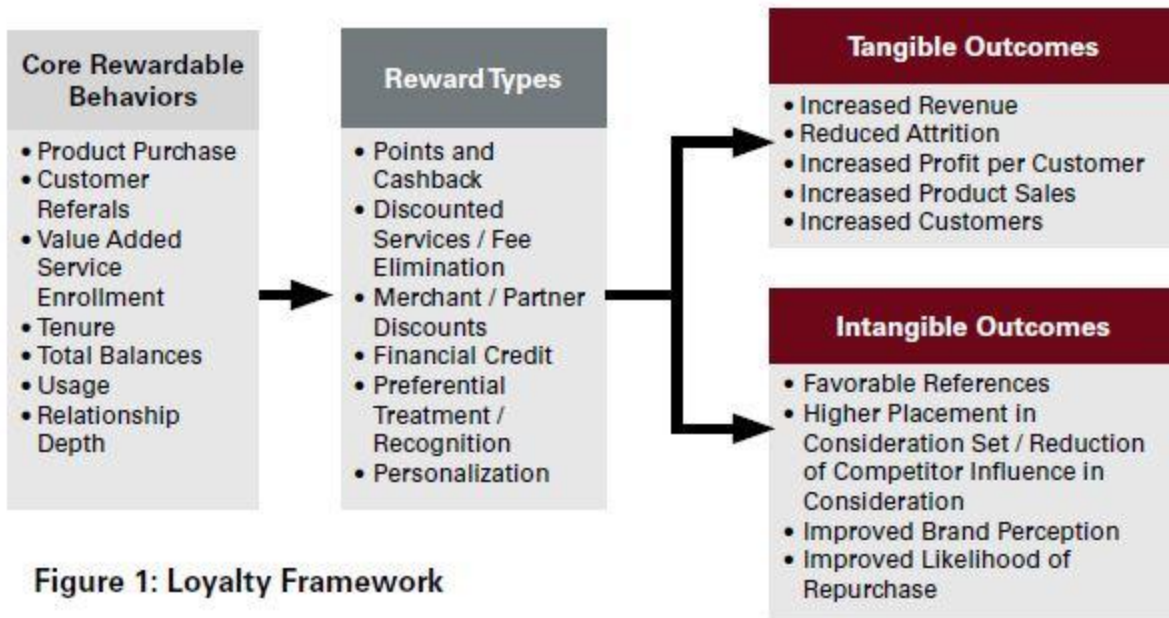 Core Rewardable
Behaviors
• Product Purchase
• Customer
Referrals
• Value Added
Service
Enrollment
• Tenure
• Total Balances
• Usage
• Relationship
Depth
Reward Types
• Points and
Cashback
• Discounted
Services / Fee
Elimination
• Merchant / Partner
Discounts
• Financial Credit
• Preferential
Treatment /
Recognition
• Personalization
Tangible Outcomes
• Increased Revenue
• Reduced Attrition
• Increased Profit per Customer
• Increased Product Sales
• Increased Customers
Intangible Outcomes
• Favorable References
• Higher Placement in
Consideration Set / Reduction
of Competitor Influence in
Consideration
• Improved Brand Perception
• Improved Likelihood of
Repurchase
Figure 1: Loyalty Framework